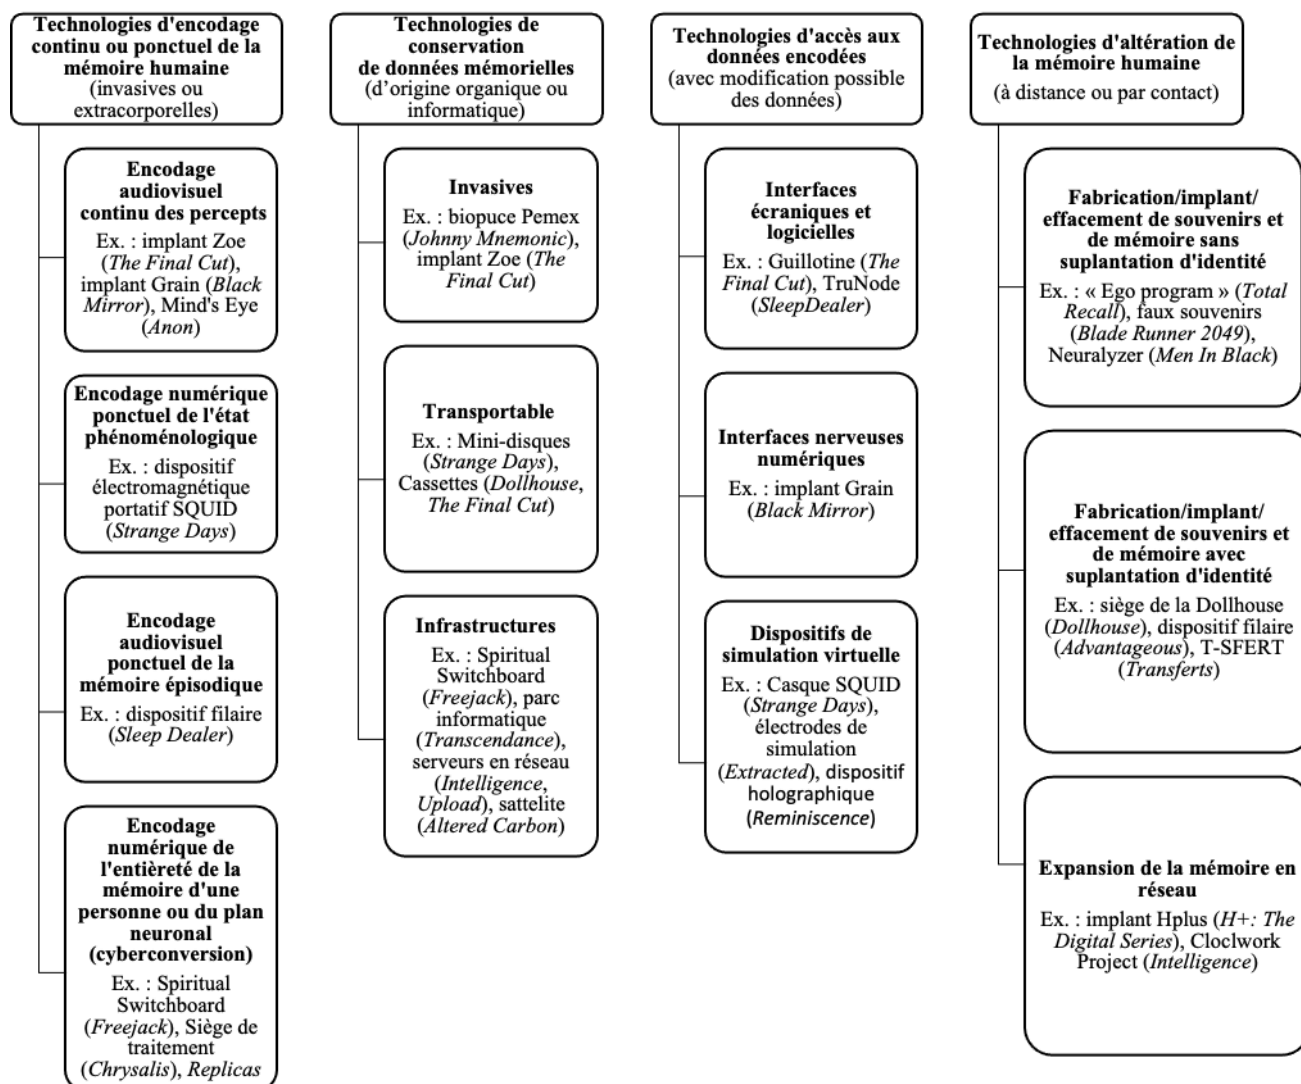 Technologies d'encodage
continu ou ponctuel de la
mémoire humaine
(invasives ou
extracorporelles)
Encodage
audiovisuel
continu des percepts
Ex. : implant Zoe
(The Final Cut),
implant Grain (Black
Mirror), Mind's Eye
(Anon)
Encodage numérique
ponctuel de l'état
phénoménologique
Ex. : dispositif
électromagnétique
portatif SQUID
(Strange Days)
Encodage
audiovisuel
ponctuel de la
mémoire épisodique
Ex. : dispositif filaire
(Sleep Dealer)
Encodage
numérique de
l'entièreté de la
mémoire d'une
personne ou du plan
neuronal
(cyberconversion)
Ex. : Spiritual
Switchboard
(Freejack), Siège de
traitement
(Chrysalis), Replicas
Technologies de
conservation
de données mémorielles
(d'origine organique ou
informatique)
Invasives
Ex. : biopuce Pemex
(Johnny Mnemonic),
implant Zoe (The
Final Cut)
Transportable
Ex. : Mini-disques
(Strange Days),
Cassettes (Dollhouse,
The Final Cut)
Infrastructures
Ex. : Spiritual
Switchboard
(Freejack), parc
informatique
(Transcendance),
serveurs en réseau
(Intelligence,
Upload), sattelite
(Altered Carbon)
Technologies d'accès aux
données encodées
(avec modification possible
des données)
Interfaces
écraniques et
logicielles
Ex. : Guillotine (The
Final Cut), TruNode
(SleepDealer)
Interfaces nerveuses
numériques
Ex. : implant Grain
(Black Mirror)
Dispositifs de
simulation virtuelle
Ex. : Casque SQUID
(Strange Days),
électrodes de
simulation
(Extracted), dispositif
holographique
(Reminiscence)
Technologies d'altération de
la mémoire humaine
(à distance ou par contact)
Fabrication/implant/
effacement de souvenirs et
de mémoire sans
suplantation d'identité
Ex. : « Ego program » (Total
Recall), faux souvenirs
(Blade Runner 2049),
Neuralyzer (Men In Black)
Fabrication/implant/
effacement de souvenirs et
de mémoire avec
suplantation d'identité
Ex. : siège de la Dollhouse
(Dollhouse), dispositif filaire
(Advantageous), T-SFERT
(Transferts)
Expansion de la mémoire en
réseau
Ex. : implant Hplus (H+: The
Digital Series), Cloclwork
Project (Intelligence)